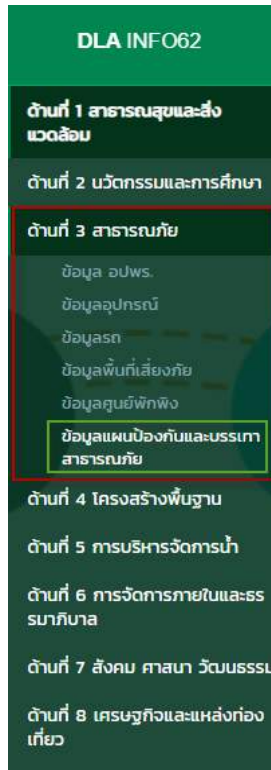 DLA INFO62
ด้านที่ 1 สาธารณสุขและสิ่ง
แวดล้อม
ด้านที่ 2 นวัตกรรมและการศึกษา
ด้านที่ 3 สาธารณภัย
ข้อมูล อปพร.
ข้อมูลอุปกรณ์
ข้อมูลรถ
ข้อมูลพื้นที่เสี่ยงภัย
ข้อมูลศูนย์พักพิง
ข้อมูลแผนป้องกันและบรรเทา
สาธารณภัย
ด้านที่ 4 โครงสร้างพื้นฐาน
ด้านที่ 5 การบริหารจัดการน้ำ
ด้านที่ 6 การจัดการภายในและธร
รมาภิบาล
ด้านที่ 7 สังคม ศาสนา วัฒนธรรม
ด้านที่ 8 เศรษฐกิจและแหล่งท่อง
เที่ยว